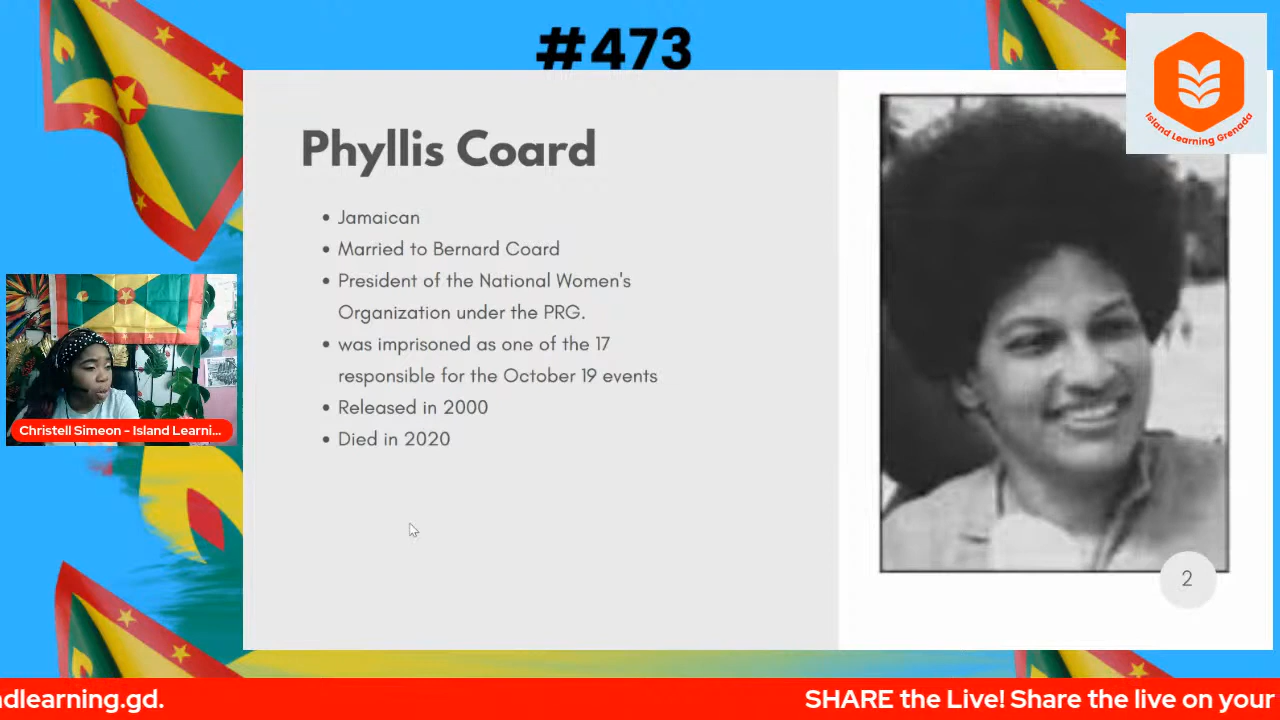 #473
Island Learning Grenada
Phyllis Coard
Jamaican
Married to Bernard Coard
President of the National Women's
Organization under the PRG.
was imprisoned as one of the 17
responsible for the October 19 events
Released in 2000
Died in 2020
Christell Simeon - Island Learni...
2
ndlearning.gd.
SHARE the Live! Share the live on your